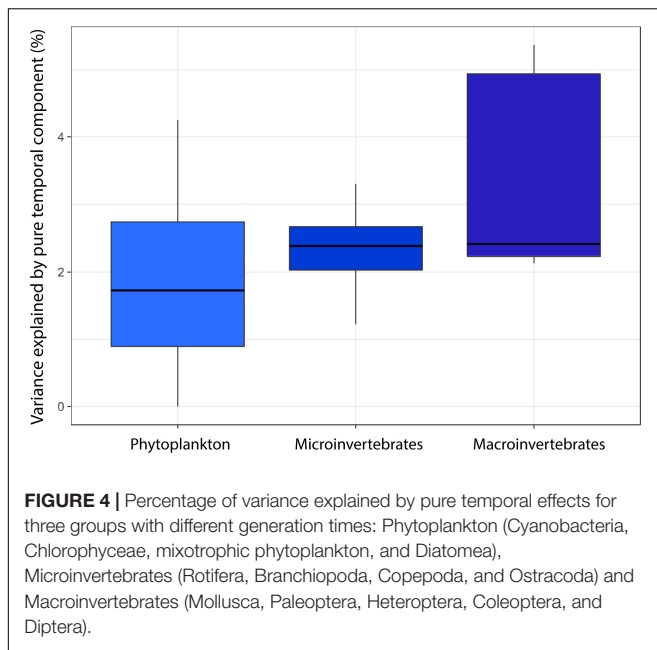 Variance explained by pure temporal component (%)
4
2
0
Phytoplankton Microinvertebrates Macroinvertebrates
FIGURE 4 | Percentage of variance explained by pure temporal effects for
three groups with different generation times: Phytoplankton (Cyanobacteria,
Chlorophyceae, mixotrophic phytoplankton, and Diatomea),
Microinvertebrates (Rotifera, Branchiopoda, Copepoda, and Ostracoda) and
Macroinvertebrates (Mollusca, Paleoptera, Heteroptera, Coleoptera, and
Diptera).